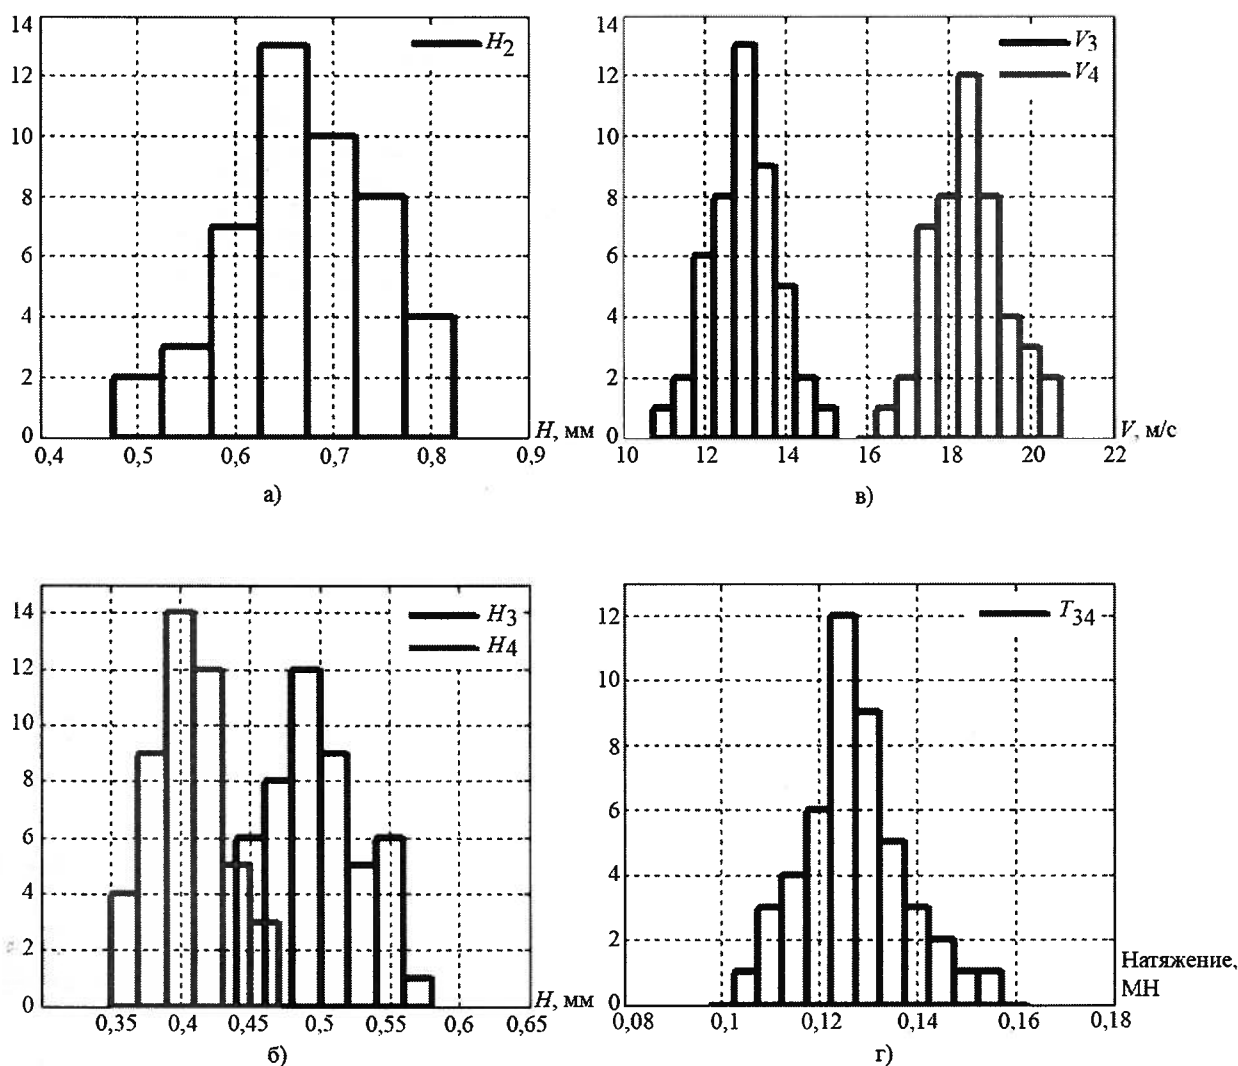 14
12
10
8
6
4
2
0
H2
0,4 0,5 0,6 0,7 0,8 0,9
H, мм
а)
14
12
10
8
6
4
2
0
V3
V4
10 12 14 16 18 20 22
V, м/с
в)
14
12
10
8
6
4
2
0
H3
H4
0,35 0,4 0,45 0,5 0,55 0,6 0,65
H, мм
б)
12
10
8
6
4
2
0
T34
0,08 0,1 0,12 0,14 0,16 0,18
Натяжение,
МН
г)